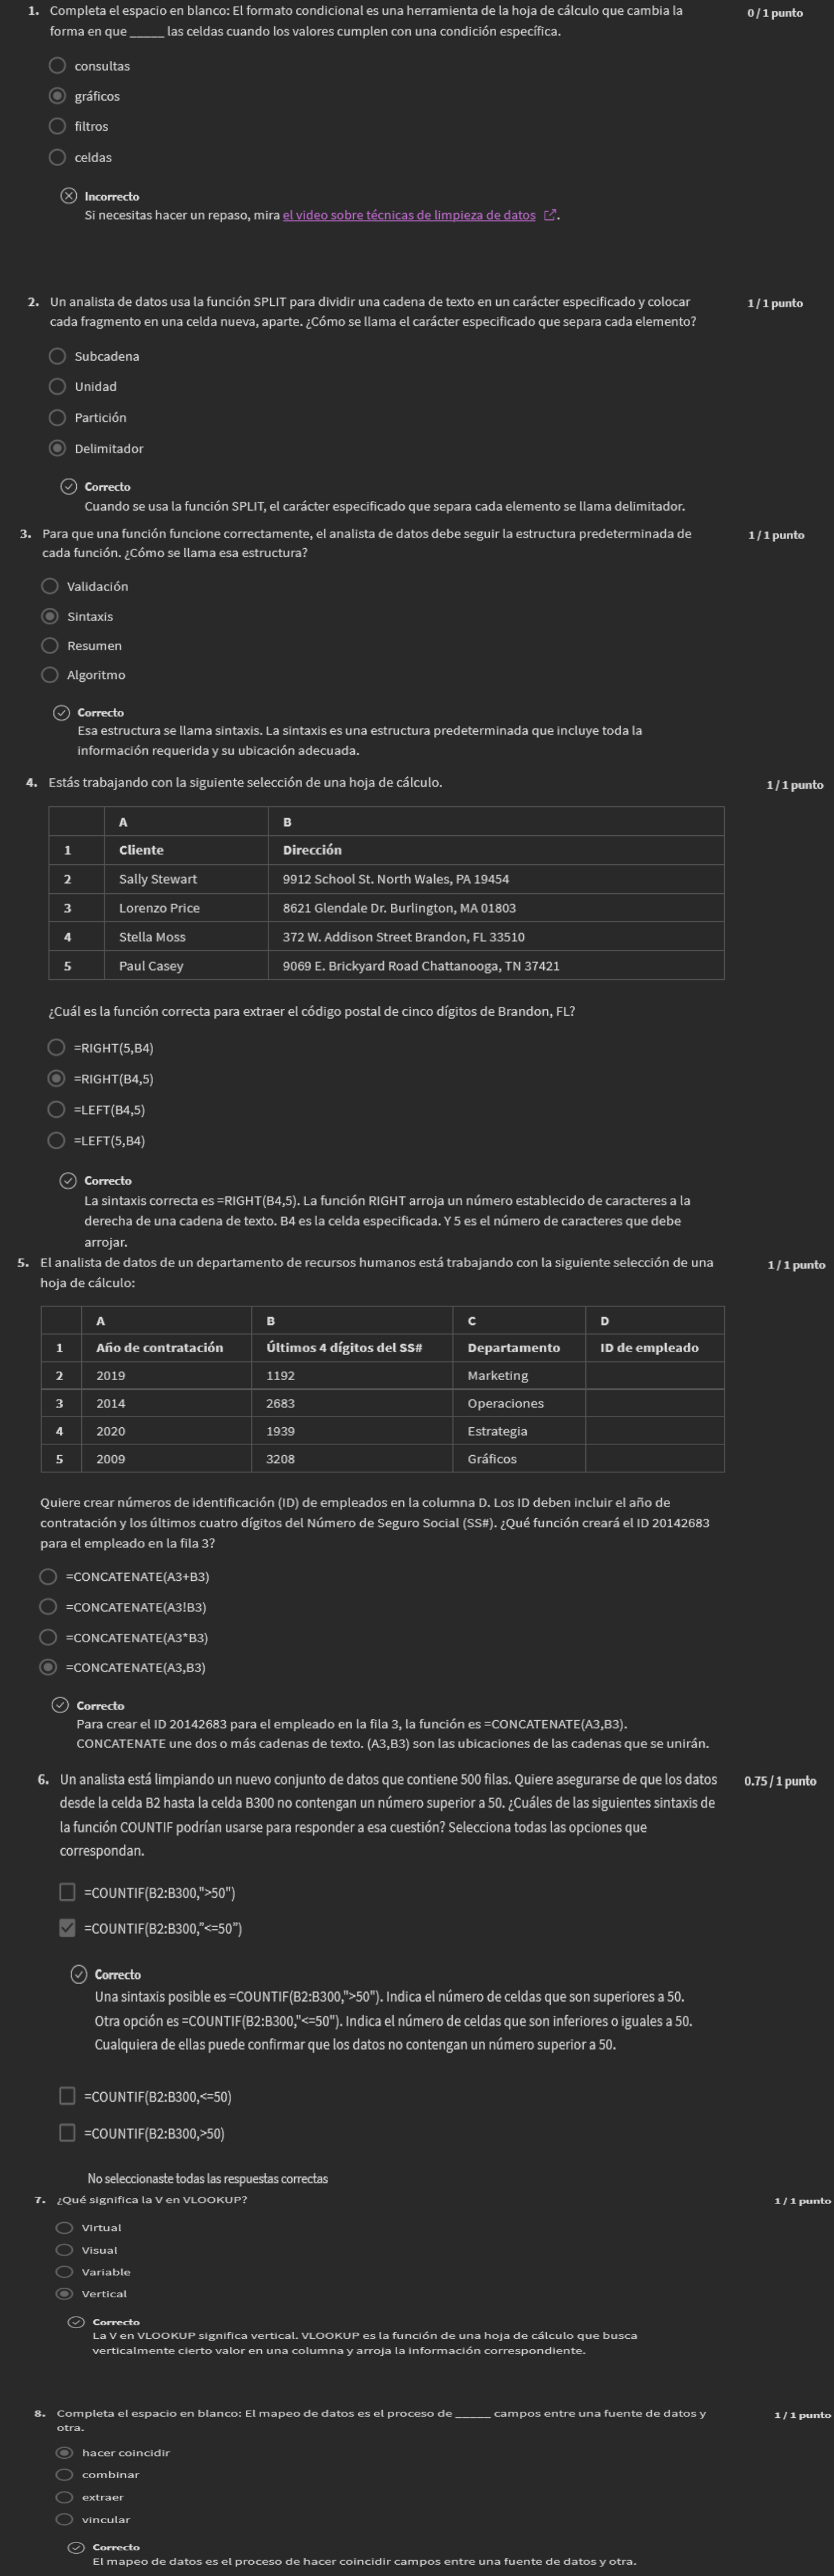 1. Completa el espacio en blanco: El formato condicional es una herramienta de la hoja de cálculo que cambia la
0 / 1 punto
forma en que _____ las celdas cuando los valores cumplen con una condición específica.
consultas
gráficos
filtros
celdas
Incorrecto
Si necesitas hacer un repaso, mira el video sobre técnicas de limpieza de datos .
2. Un analista de datos usa la función SPLIT para dividir una cadena de texto en un carácter especificado y colocar
1 / 1 punto
cada fragmento en una celda nueva, aparte. ¿Cómo se llama el carácter especificado que separa cada elemento?
Subcadena
Unidad
Partición
Delimitador
Correcto
Cuando se usa la función SPLIT, el carácter especificado que separa cada elemento se llama delimitador.
3. Para que una función funcione correctamente, el analista de datos debe seguir la estructura predeterminada de
1 / 1 punto
cada función. ¿Cómo se llama esa estructura?
Validación
Sintaxis
Resumen
Algoritmo
Correcto
Esa estructura se llama sintaxis. La sintaxis es una estructura predeterminada que incluye toda la
información requerida y su ubicación adecuada.
4. Estás trabajando con la siguiente selección de una hoja de cálculo.
1 / 1 punto
A B
1 Cliente Dirección
2 Sally Stewart 9912 School St. North Wales, PA 19454
3 Lorenzo Price 8621 Glendale Dr. Burlington, MA 01803
4 Stella Moss 372 W. Addison Street Brandon, FL 33510
5 Paul Casey 9069 E. Brickyard Road Chattanooga, TN 37421
¿Cuál es la función correcta para extraer el código postal de cinco dígitos de Brandon, FL?
=RIGHT(5,B4)
=RIGHT(B4,5)
=LEFT(B4,5)
=LEFT(5,B4)
Correcto
La sintaxis correcta es =RIGHT(B4,5). La función RIGHT arroja un número establecido de caracteres a la
derecha de una cadena de texto. B4 es la celda especificada. Y 5 es el número de caracteres que debe
arrojar.
5. El analista de datos de un departamento de recursos humanos está trabajando con la siguiente selección de una
1 / 1 punto
hoja de cálculo:
A B C D
1 Año de contratación Últimos 4 dígitos del SS# Departamento ID de empleado
2 2019 1192 Marketing
3 2014 2683 Operaciones
4 2020 1939 Estrategia
5 2009 3208 Gráficos
Quiere crear números de identificación (ID) de empleados en la columna D. Los ID deben incluir el año de
contratación y los últimos cuatro dígitos del Número de Seguro Social (SS#). ¿Qué función creará el ID 20142683
para el empleado en la fila 3?
=CONCATENATE(A3+B3)
=CONCATENATE(A3!B3)
=CONCATENATE(A3*B3)
=CONCATENATE(A3,B3)
Correcto
Para crear el ID 20142683 para el empleado en la fila 3, la función es =CONCATENATE(A3,B3).
CONCATENATE une dos o más cadenas de texto. (A3,B3) son las ubicaciones de las cadenas que se unirán.
6. Un analista está limpiando un nuevo conjunto de datos que contiene 500 filas. Quiere asegurarse de que los datos
0.75 / 1 punto
desde la celda B2 hasta la celda B300 no contengan un número superior a 50. ¿Cuáles de las siguientes sintaxis de
la función COUNTIF podrían usarse para responder a esa cuestión? Selecciona todas las opciones que
correspondan.
=COUNTIF(B2:B300,">50")
=COUNTIF(B2:B300,”<=50”)
Correcto
Una sintaxis posible es =COUNTIF(B2:B300,">50"). Indica el número de celdas que son superiores a 50.
Otra opción es =COUNTIF(B2:B300,"<=50"). Indica el número de celdas que son inferiores o iguales a 50.
Cualquiera de ellas puede confirmar que los datos no contengan un número superior a 50.
=COUNTIF(B2:B300,<=50)
=COUNTIF(B2:B300,>50)
No seleccionaste todas las respuestas correctas
7. ¿Qué significa la V en VLOOKUP?
1 / 1 punto
Virtual
Visual
Variable
Vertical
Correcto
La V en VLOOKUP significa vertical. VLOOKUP es la función de una hoja de cálculo que busca
verticalmente cierto valor en una columna y arroja la información correspondiente.
8. Completa el espacio en blanco: El mapeo de datos es el proceso de _____ campos entre una fuente de datos y
1 / 1 punto
otra.
hacer coincidir
combinar
extraer
vincular
Correcto
El mapeo de datos es el proceso de hacer coincidir campos entre una fuente de datos y otra.